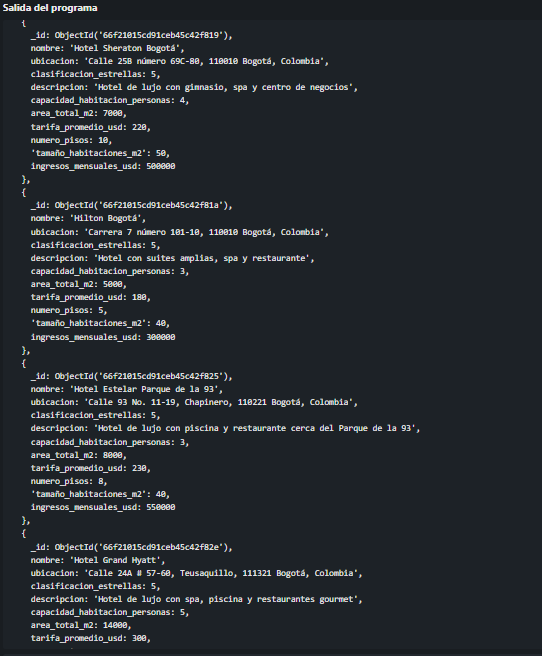 Salida del programa
{
_id: ObjectId('66f21015cd91ceb45c42f819'),
nombre: 'Hotel Sheraton Bogotá',
ubicacion: 'Calle 25B número 69C-80, 110010 Bogotá, Colombia',
clasificacion_estrellas: 5,
descripcion: 'Hotel de lujo con gimnasio, spa y centro de negocios',
capacidad_habitacion_personas: 4,
area_total_m2: 7000,
tarifa_promedio_usd: 220,
numero_pisos: 10,
'tamaño_habitaciones_m2': 50,
ingresos_mensuales_usd: 500000
},
{
_id: ObjectId('66f21015cd91ceb45c42f81a'),
nombre: 'Hilton Bogotá',
ubicacion: 'Carrera 7 número 101-10, 110010 Bogotá, Colombia',
clasificacion_estrellas: 5,
descripcion: 'Hotel con suites amplias, spa y restaurante',
capacidad_habitacion_personas: 3,
area_total_m2: 5000,
tarifa_promedio_usd: 180,
numero_pisos: 5,
'tamaño_habitaciones_m2': 40,
ingresos_mensuales_usd: 300000
},
{
_id: ObjectId('66f21015cd91ceb45c42f825'),
nombre: 'Hotel Estelar Parque de la 93',
ubicacion: 'Calle 93 No. 11-19, Chapinero, 110221 Bogotá, Colombia',
clasificacion_estrellas: 5,
descripcion: 'Hotel de lujo con piscina y restaurante cerca del Parque de la 93',
capacidad_habitacion_personas: 3,
area_total_m2: 8000,
tarifa_promedio_usd: 230,
numero_pisos: 8,
'tamaño_habitaciones_m2': 40,
ingresos_mensuales_usd: 550000
},
{
_id: ObjectId('66f21015cd91ceb45c42f82e'),
nombre: 'Hotel Grand Hyatt',
ubicacion: 'Calle 24A # 57-60, Teusaquillo, 111321 Bogotá, Colombia',
clasificacion_estrellas: 5,
descripcion: 'Hotel de lujo con spa, piscina y restaurantes gourmet',
capacidad_habitacion_personas: 5,
area_total_m2: 14000,
tarifa_promedio_usd: 300,